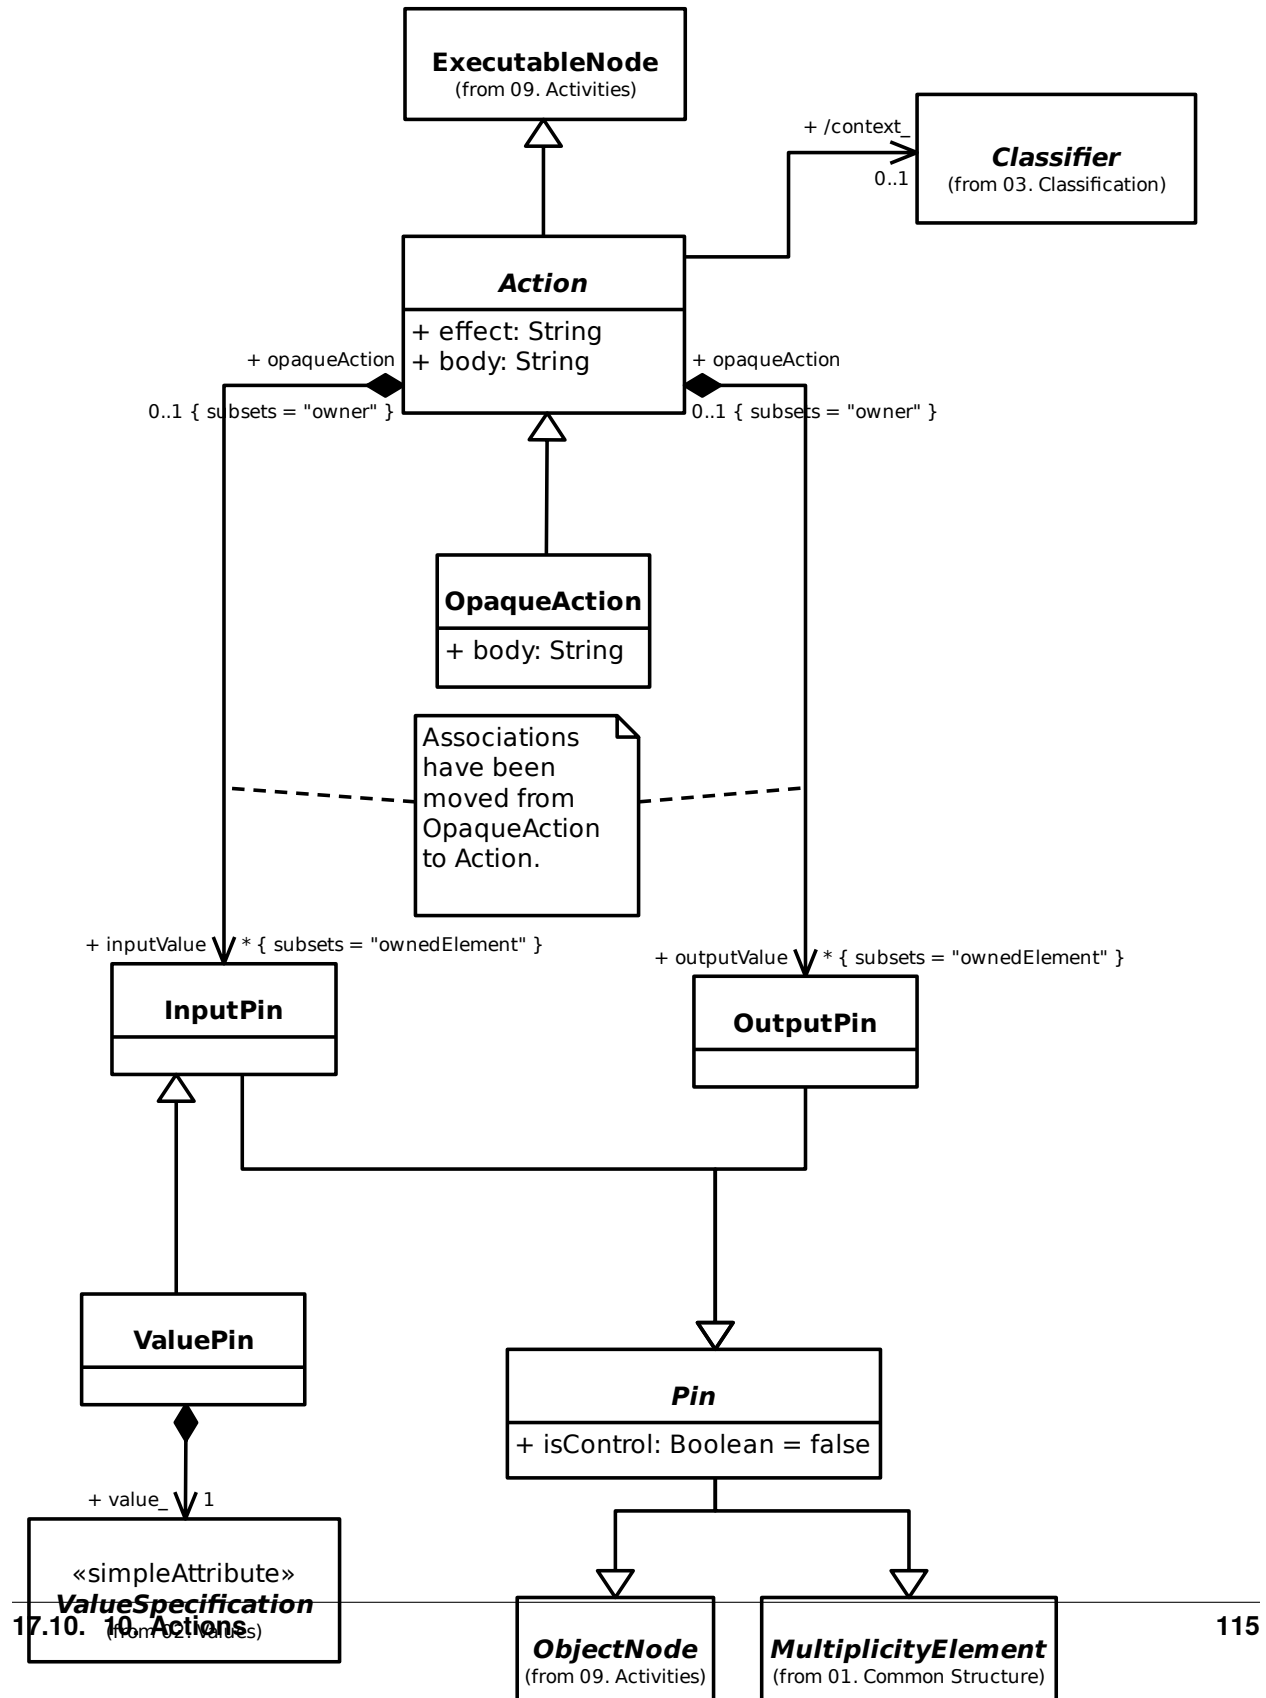 ExecutableNode
(from 09. Activities)
+ /context_
0..1
Classifier
(from 03. Classification)
Action
+ effect: String
+ body: String
+ opaqueAction
0..1 { subsets = "owner" }
+ opaqueAction
0..1 { subsets = "owner" }
OpaqueAction
+ body: String
Associations
have been
moved from
OpaqueAction
to Action.
+ inputValue
* { subsets = "ownedElement" }
+ outputValue
* { subsets = "ownedElement" }
InputPin
OutputPin
ValuePin
Pin
+ isControl: Boolean = false
+ value_
1
«simpleAttribute»
ValueSpecification
(from 02. Values)
ObjectNode
(from 09. Activities)
MultiplicityElement
(from 01. Common Structure)
17.10. 10. Actions
115